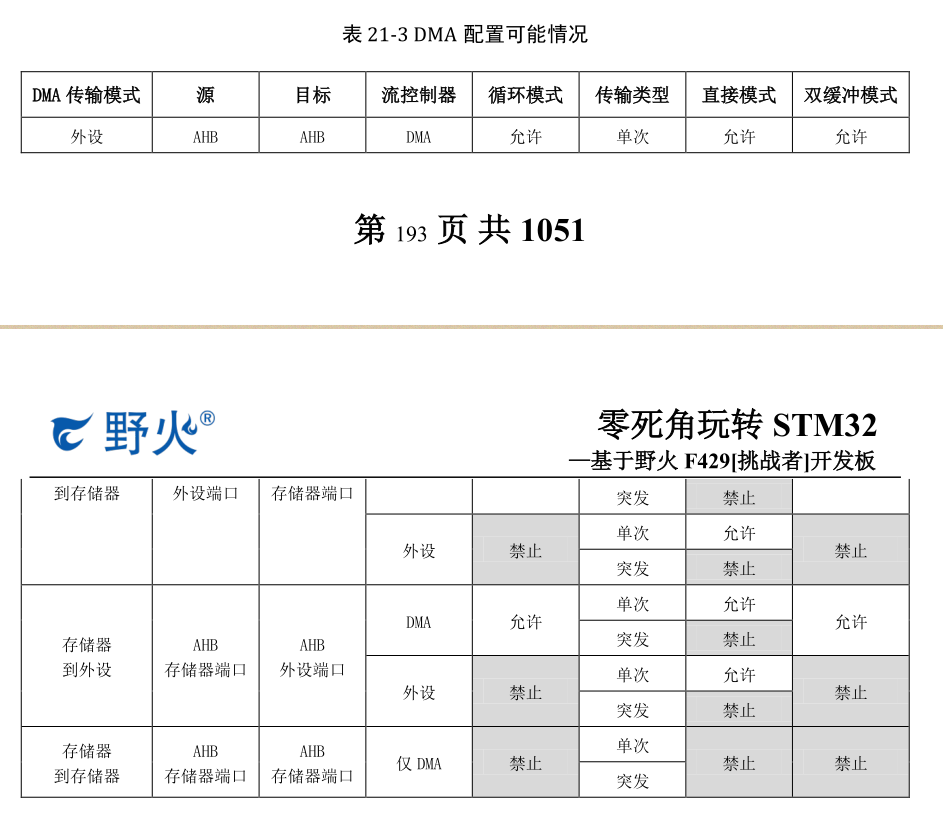 表 21-3 DMA 配置可能情况
DMA 传输模式 源 目标 流控制器 循环模式 传输类型 直接模式 双缓冲模式
外设 AHB AHB DMA 允许 单次 允许 允许
第 193 页 共 1051
野火® 零死角玩转 STM32
—基于野火 F429[挑战者]开发板
到存储器 外设端口 存储器端口 突发 禁止
外设 禁止 单次 允许 禁止
突发 禁止
存储器 AHB AHB DMA 允许 单次 允许 允许
到外设 存储器端口 外设端口 突发 禁止
外设 禁止 单次 允许 禁止
突发 禁止
存储器 AHB AHB 仅 DMA 禁止 单次 禁止 禁止
到存储器 存储器端口 存储器端口 突发